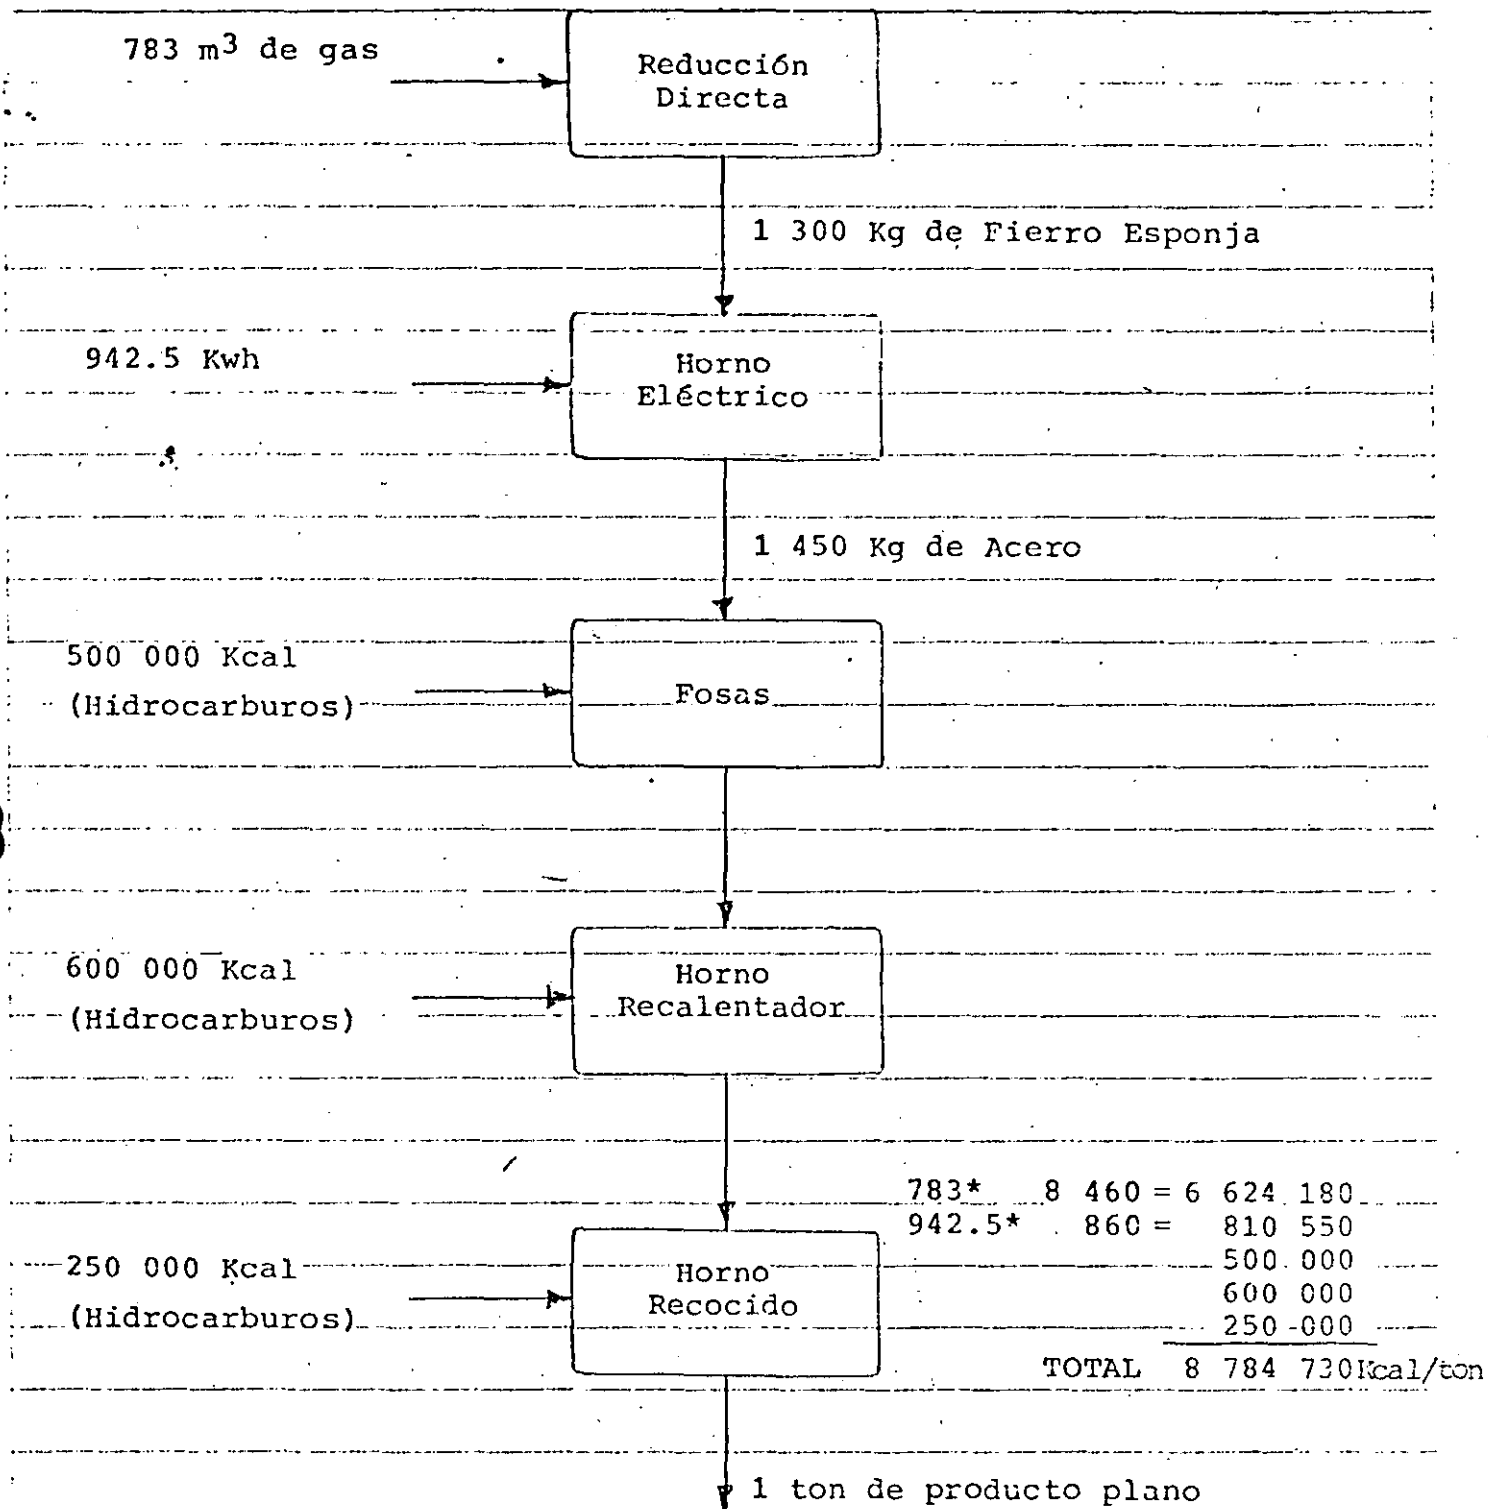 783 m3 de gas
Reducción
Directa
1 300 Kg de Fierro Esponja
942.5 Kwh
Horno
Eléctrico
1 450 Kg de Acero
500 000 Kcal
(Hidrocarburos)
Fosas
600 000 Kcal
(Hidrocarburos)
Horno
Recalentador
783* 8 460 = 6 624 180
942.5* 860 = 810 550
500 000
600 000
250 000
TOTAL 8 784 730 Kcal/ton
250 000 Kcal
(Hidrocarburos)
Horno
Recocido
1 ton de producto plano